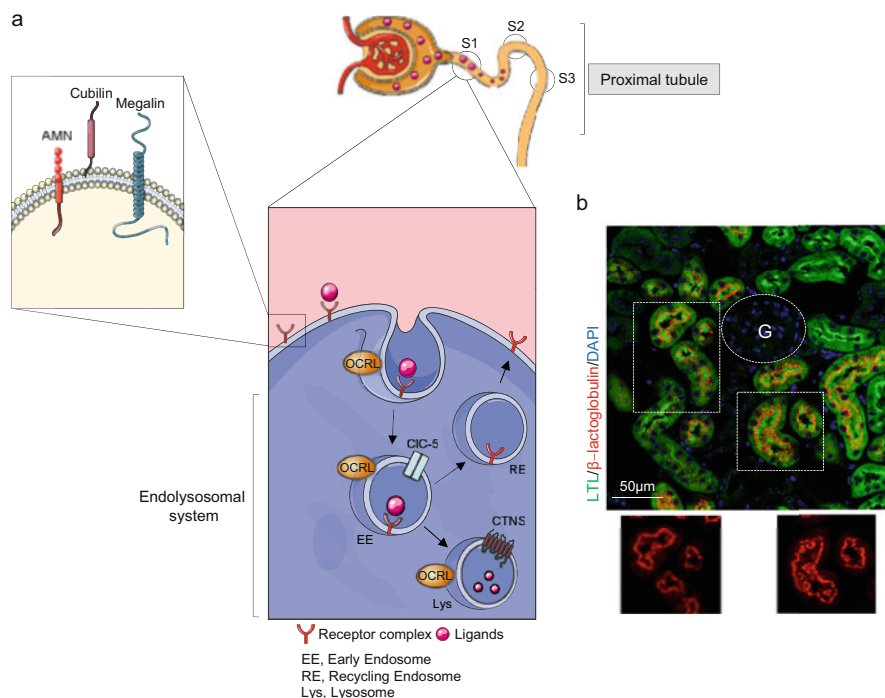 a
S1
S2
S3
Proximal tubule
Cubilin
Megalin
AMN
b
OCRL
ClC-5
OCRL
RE
EE
CTNS
OCRL
Lys
Endolysosomal
system
Receptor complex
Ligands
EE, Early Endosome
RE, Recycling Endosome
Lys, Lysosome
LTL/β-lactoglobulin/DAPI
G
50µm